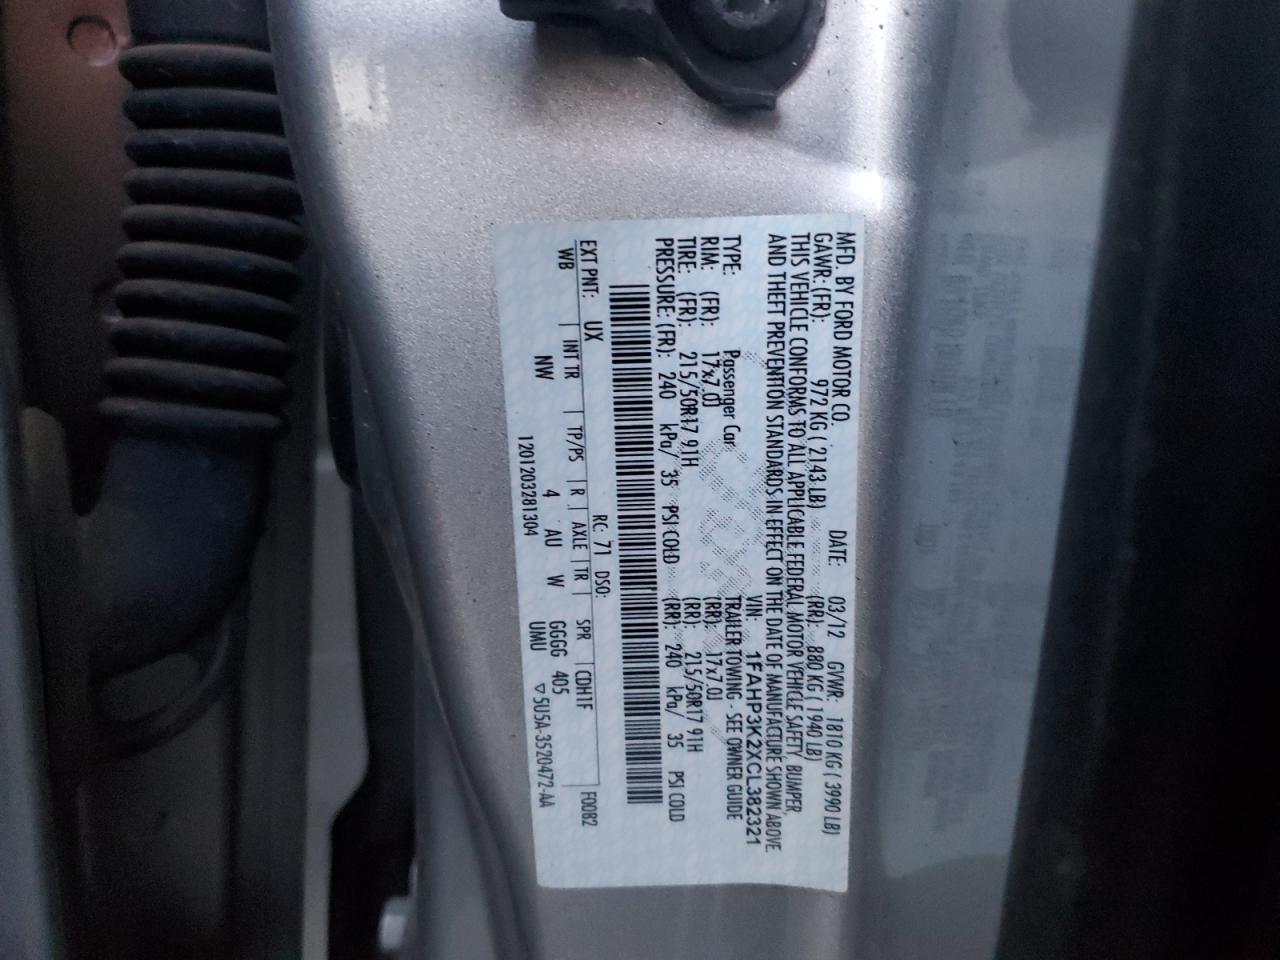 MFD. BY FORD MOTOR CO.
DATE: 03/12 GVWR: 1810 KG ( 3990 LB)
GAWR: (FR): 972 KG ( 2143 LB) (RR): 880 KG ( 1940 LB)
THIS VEHICLE CONFORMS TO ALL APPLICABLE FEDERAL MOTOR VEHICLE SAFETY, BUMPER,
AND THEFT PREVENTION STANDARDS IN EFFECT ON THE DATE OF MANUFACTURE SHOWN ABOVE.
VIN: 1FAHP3K2XCL382321
TYPE: Passenger Car TRAILER TOWING - SEE OWNER GUIDE
RIM: (FR): 17x7.0J (RR): 17x7.0J
TIRE: (FR): 215/50R17 91H (RR): 215/50R17 91H
PRESSURE: (FR): 240 kPa/ 35 PSI COLD (RR): 240 kPa/ 35 PSI COLD
EXT PNT: UX RC: 71 DSO: F0082
WB INT TR TP/PS R AXLE TR SPR CDH1F
NW 4 AU W GGGG 405
1201203281304 UMU ▽ 5U5A-3520472-AA